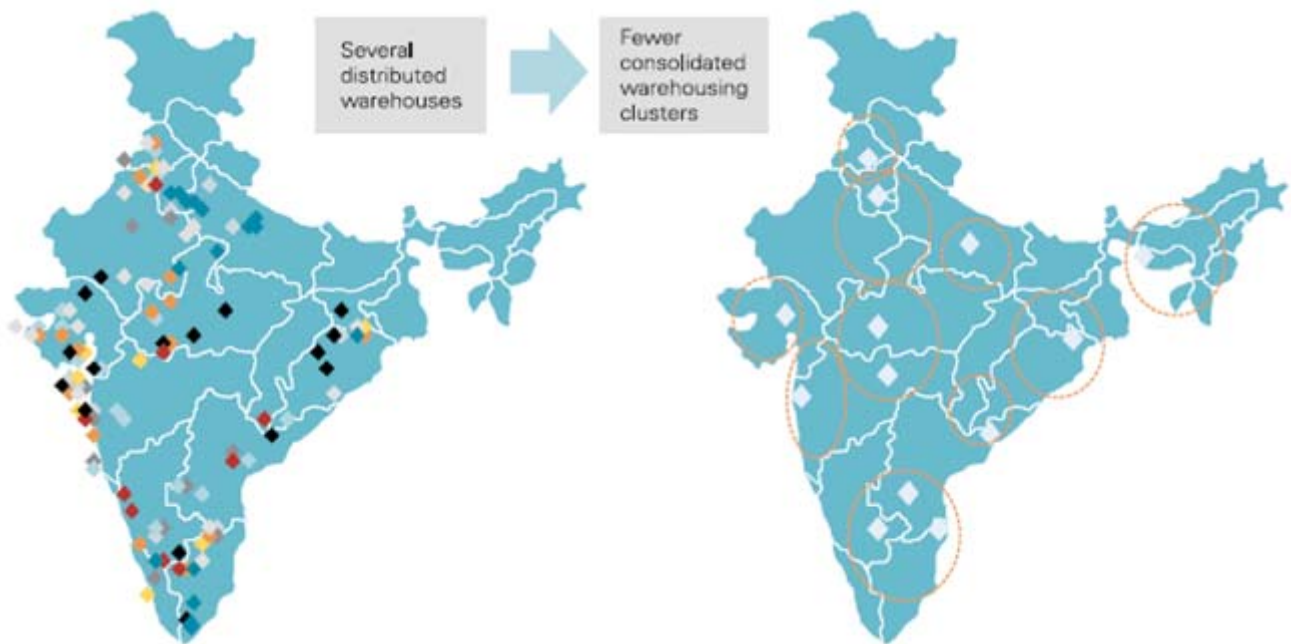 Several
distributed
warehouses
Fewer
consolidated
warehousing
clusters